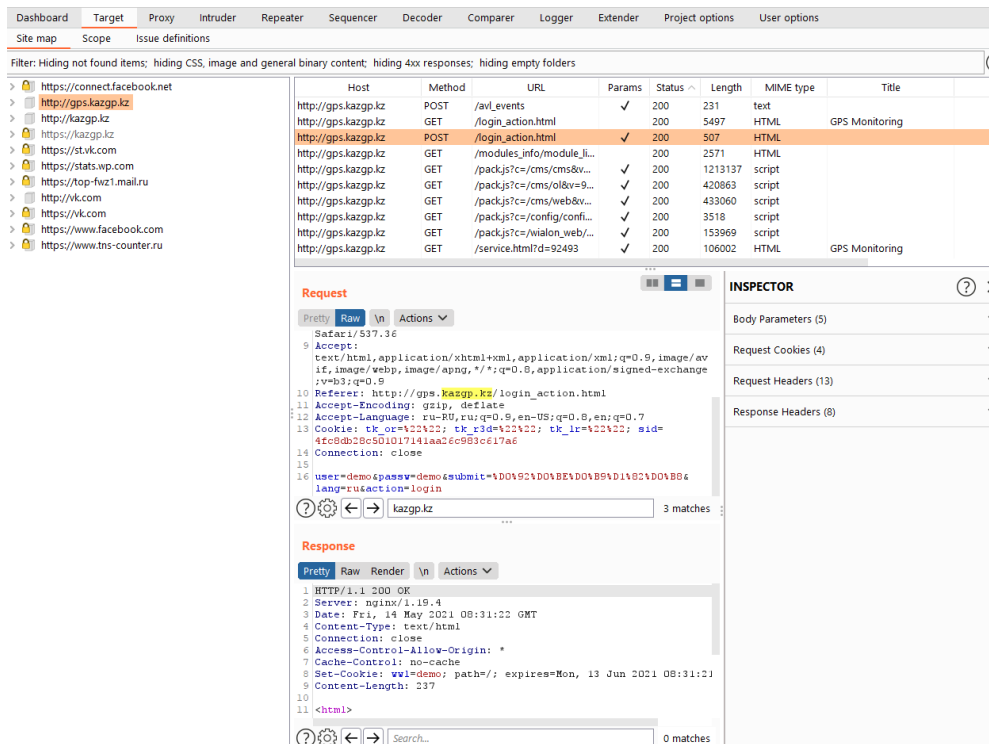 Dashboard Target Proxy Intruder Repeater Sequencer Decoder Comparer Logger Extender Project options User options
Site map Scope Issue definitions
Filter: Hiding not found items; hiding CSS, image and general binary content; hiding 4xx responses; hiding empty folders
https://connect.facebook.net
http://gps.kazgp.kz
http://kazgp.kz
https://kazgp.kz
https://st.vk.com
https://stats.wp.com
https://top-fwz1.mail.ru
http://vk.com
https://vk.com
https://www.facebook.com
https://www.tns-counter.ru
Host Method URL Params Status Length MIME type Title
http://gps.kazgp.kz POST /avl_events ✓ 200 231 text
http://gps.kazgp.kz GET /login_action.html 200 5497 HTML GPS Monitoring
http://gps.kazgp.kz POST /login_action.html ✓ 200 507 HTML
http://gps.kazgp.kz GET /modules_info/module_li... 200 2571 HTML
http://gps.kazgp.kz GET /pack.js?c=/cms/cms&v... ✓ 200 1213137 script
http://gps.kazgp.kz GET /pack.js?c=/cms/ol&v=9... ✓ 200 420863 script
http://gps.kazgp.kz GET /pack.js?c=/cms/web&v... ✓ 200 433060 script
http://gps.kazgp.kz GET /pack.js?c=/config/confi... ✓ 200 3518 script
http://gps.kazgp.kz GET /pack.js?c=/wialon_web/... ✓ 200 153969 script
http://gps.kazgp.kz GET /service.html?d=92493 ✓ 200 106002 HTML GPS Monitoring
Request
Pretty Raw \n Actions
Safari/537.36
9 Accept:
text/html,application/xhtml+xml,application/xml;q=0.9,image/av
if,image/webp,image/apng,*/*;q=0.8,application/signed-exchange
;v=b3;q=0.9
10 Referer: http://gps.kazgp.kz/login_action.html
11 Accept-Encoding: gzip, deflate
12 Accept-Language: ru-RU,ru;q=0.9,en-US;q=0.8,en;q=0.7
13 Cookie: tk_or=%22%22; tk_r3d=%22%22; tk_lr=%22%22; sid=
4fc8db28c501017141aa26c983c617a6
14 Connection: close
15
16 user=demo&passw=demo&submit=%D0%92%D0%BE%D0%B9%D1%82%D0%B8&
lang=ru&action=login
kazgp.kz 3 matches
Response
Pretty Raw Render \n Actions
1 HTTP/1.1 200 OK
2 Server: nginx/1.19.4
3 Date: Fri, 14 May 2021 08:31:22 GMT
4 Content-Type: text/html
5 Connection: close
6 Access-Control-Allow-Origin: *
7 Cache-Control: no-cache
8 Set-Cookie: ww1=demo; path=/; expires=Mon, 13 Jun 2021 08:31:21
9 Content-Length: 237
10
11 <html>
Search... 0 matches
INSPECTOR
Body Parameters (5)
Request Cookies (4)
Request Headers (13)
Response Headers (8)